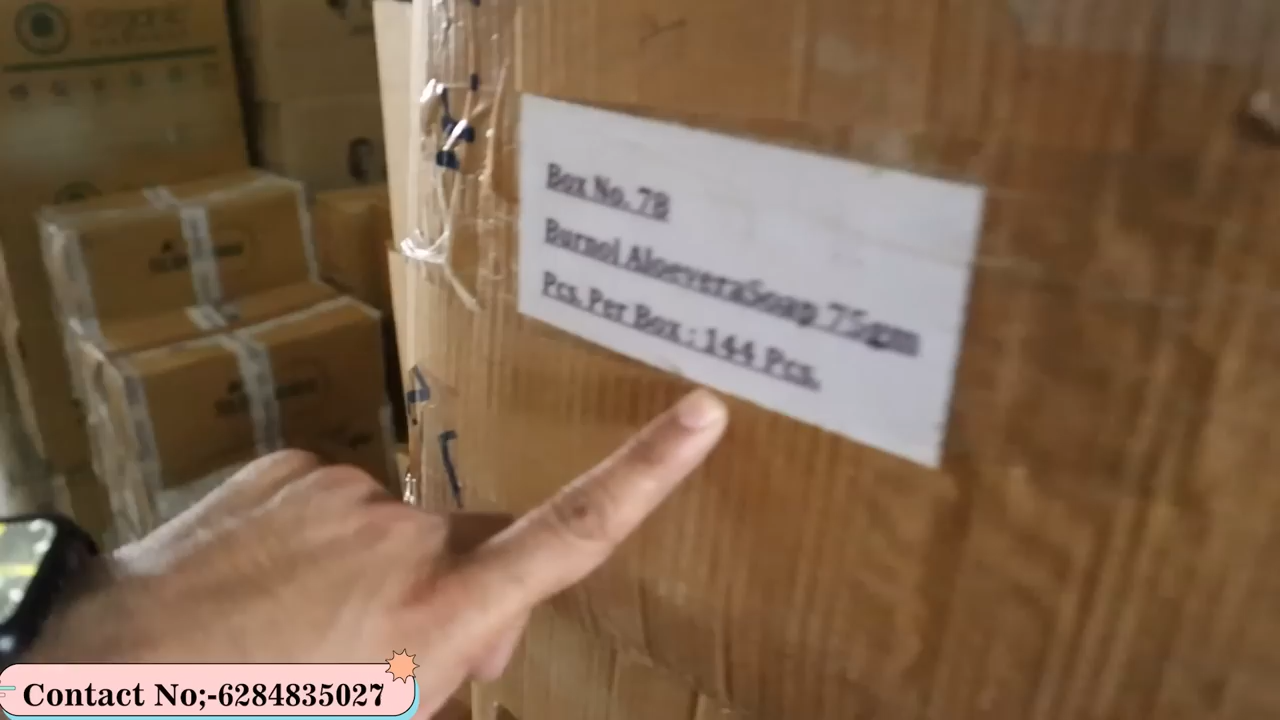 Box No. 7B
Burnol AloeveraSoap 75gm
Pcs. Per Box : 144 Pcs.
Contact No;-6284835027